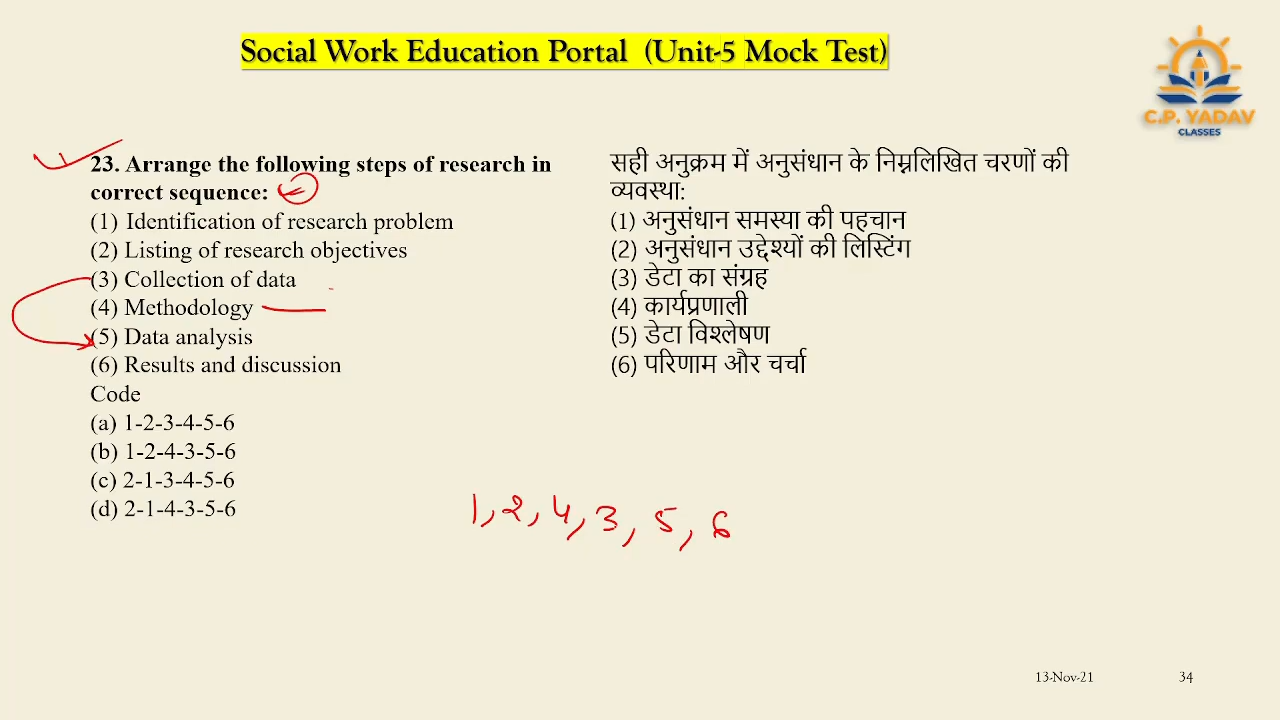 Social Work Education Portal (Unit-5 Mock Test)
C.P. YADAV
CLASSES
23. Arrange the following steps of research in
correct sequence:
(1) Identification of research problem
(2) Listing of research objectives
(3) Collection of data
(4) Methodology
(5) Data analysis
(6) Results and discussion
Code
(a) 1-2-3-4-5-6
(b) 1-2-4-3-5-6
(c) 2-1-3-4-5-6
(d) 2-1-4-3-5-6
सही अनुक्रम में अनुसंधान के निम्नलिखित चरणों की
व्यवस्था:
(1) अनुसंधान समस्या की पहचान
(2) अनुसंधान उद्देश्यों की लिस्टिंग
(3) डेटा का संग्रह
(4) कार्यप्रणाली
(5) डेटा विश्लेषण
(6) परिणाम और चर्चा
1, 2, 4, 3, 5, 6
13-Nov-21
34